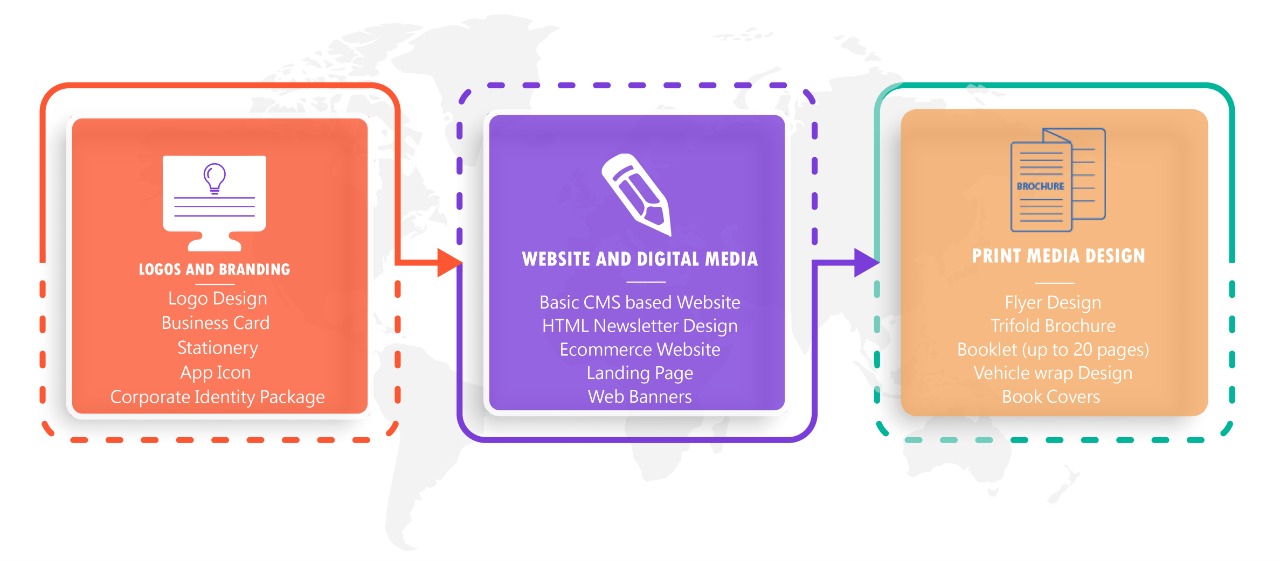 LOGOS AND BRANDING
Logo Design
Business Card
Stationery
App Icon
Corporate Identity Package
WEBSITE AND DIGITAL MEDIA
Basic CMS based Website
HTML Newsletter Design
Ecommerce Website
Landing Page
Web Banners
BROCHURE
PRINT MEDIA DESIGN
Flyer Design
Trifold Brochure
Booklet (up to 20 pages)
Vehicle wrap Design
Book Covers